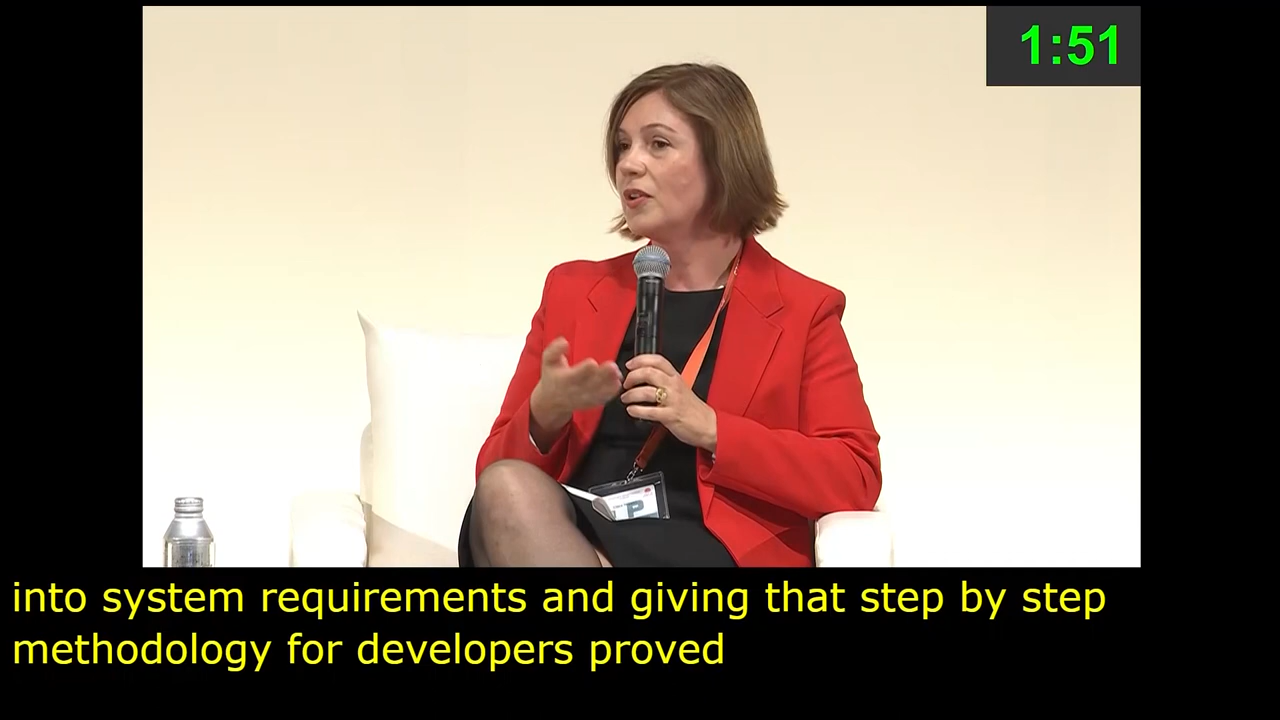 1:51
P
into system requirements and giving that step by step
methodology for developers proved